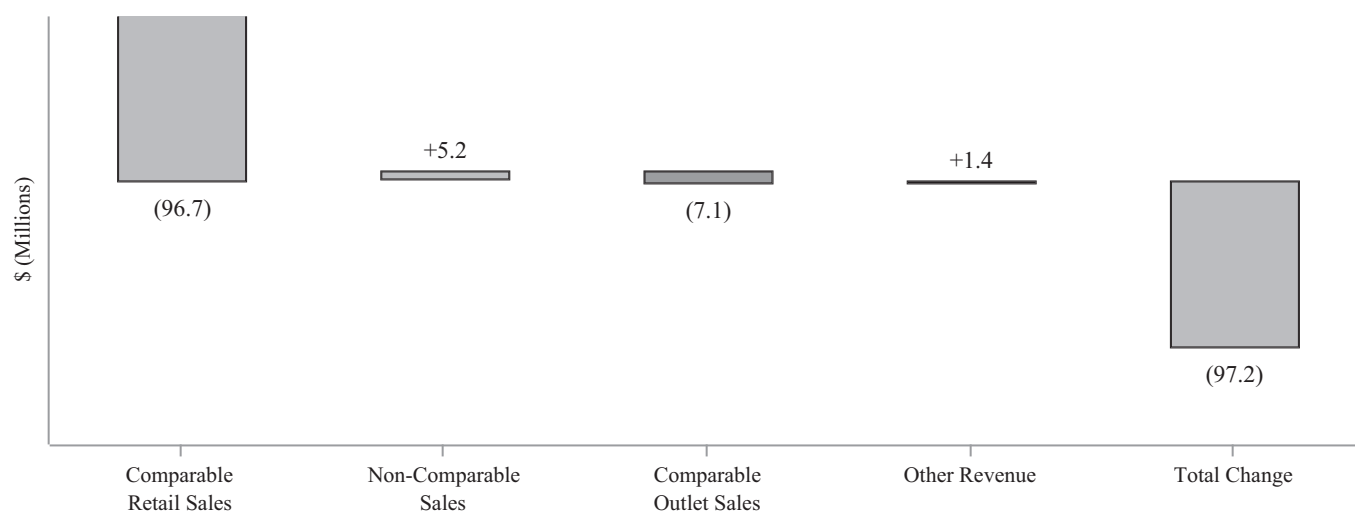 +5.2
+1.4
(96.7)
(7.1)
(97.2)
$ (Millions)
Comparable
Retail Sales
Non-Comparable
Sales
Comparable
Outlet Sales
Other Revenue
Total Change